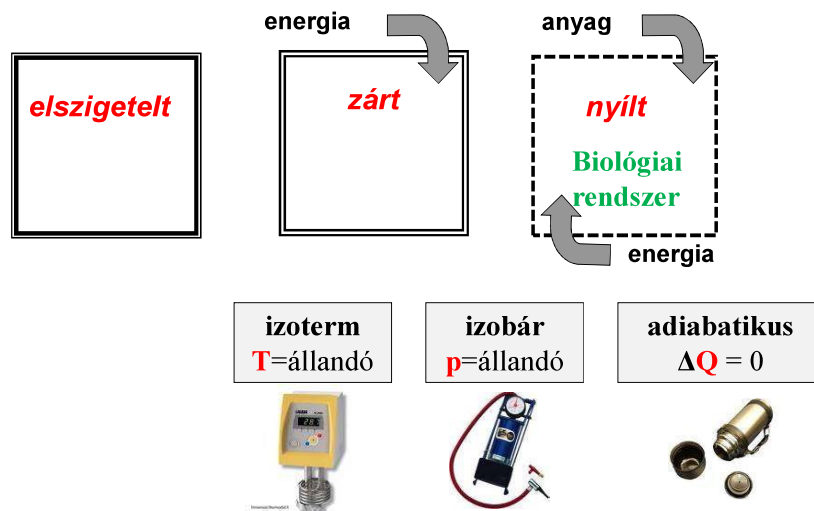 energia
anyag
elszigetelt
zárt
nyílt
Biológiai
rendszer
energia
izoterm
T=állandó
izobár
p=állandó
adiabatikus
ΔQ = 0